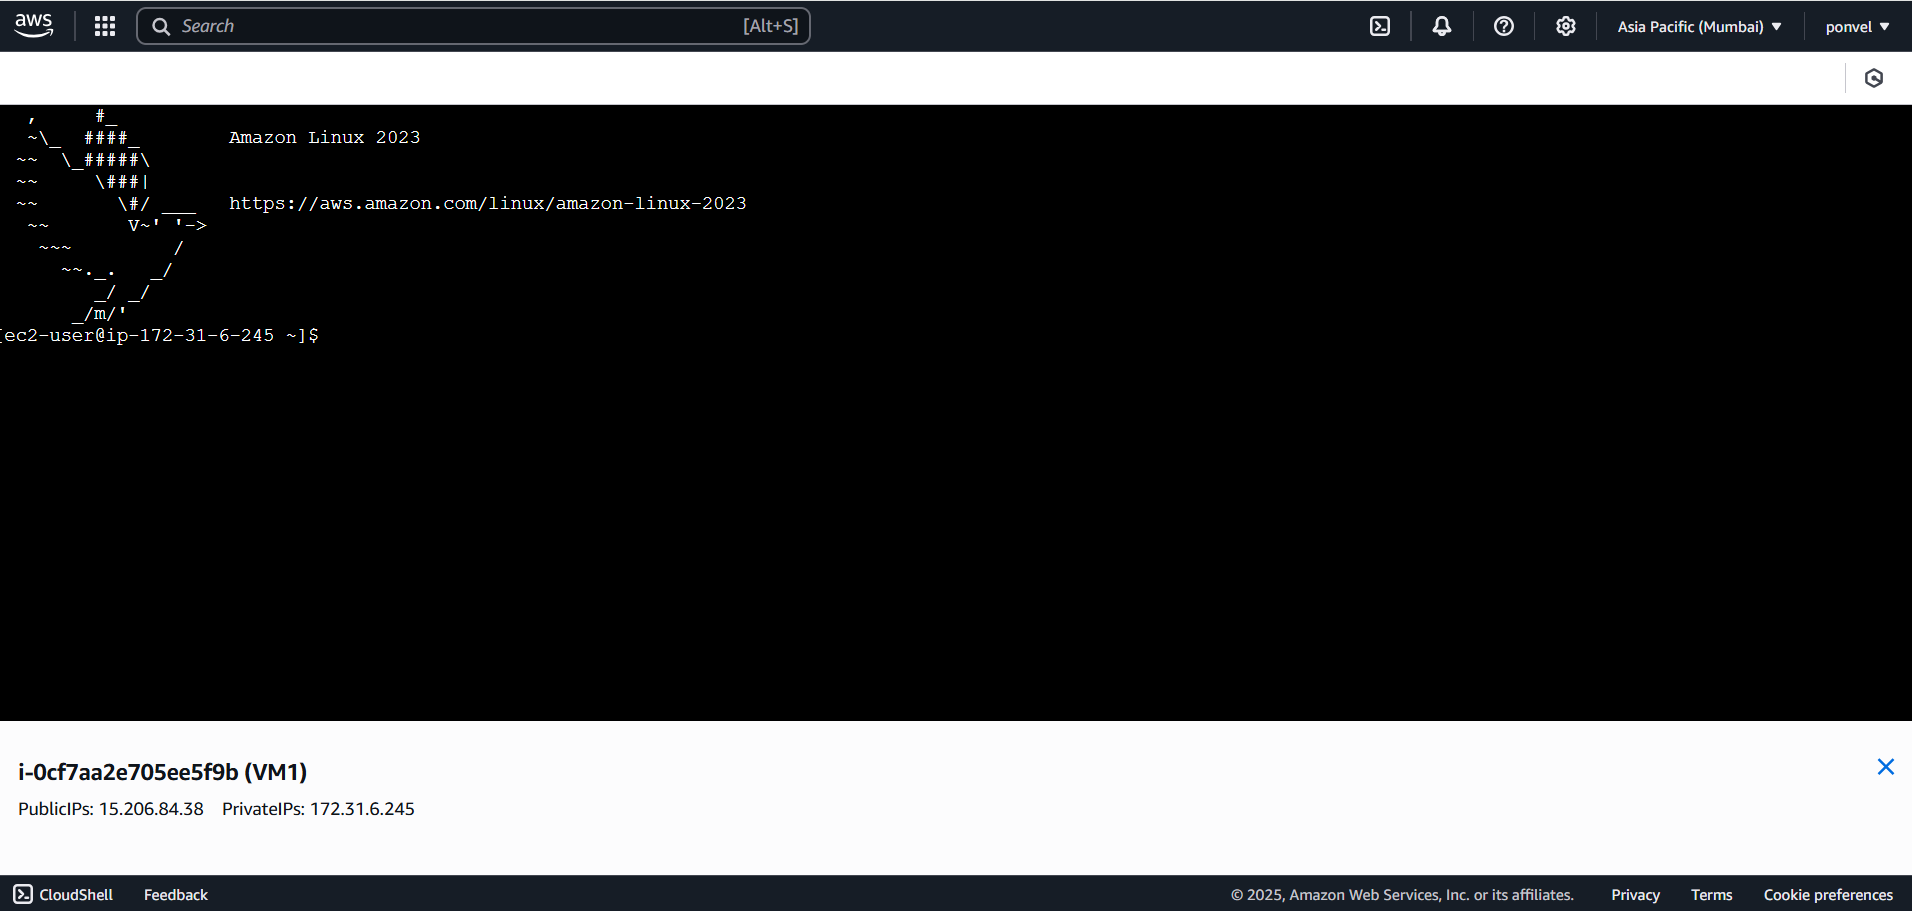 aws
Search [Alt+S]
Asia Pacific (Mumbai) ▼
ponvel ▼
   ,     #_
   ~\_  ####_        Amazon Linux 2023
  ~~  \_#####\
  ~~     \###|
  ~~       \#/ ___   https://aws.amazon.com/linux/amazon-linux-2023
   ~~       V~' '->
    ~~~         /
      ~~._.   _/
         _/ _/
       _/m/'
[ec2-user@ip-172-31-6-245 ~]$
i-0cf7aa2e705ee5f9b (VM1)
PublicIPs: 15.206.84.38 PrivateIPs: 172.31.6.245
CloudShell Feedback © 2025, Amazon Web Services, Inc. or its affiliates. Privacy Terms Cookie preferences